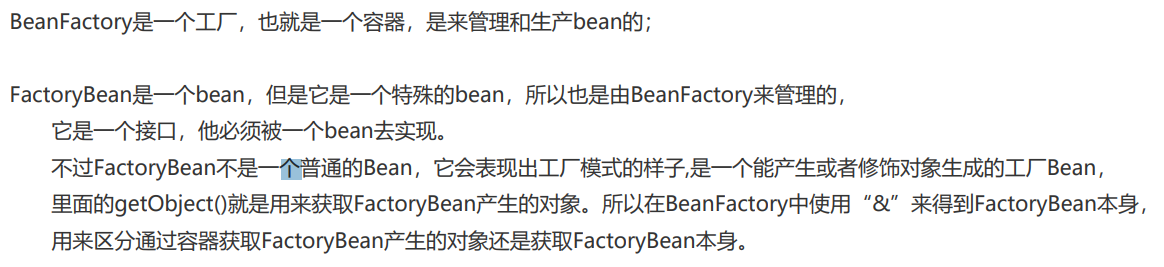 BeanFactory是一个工厂，也就是一个容器，是来管理和生产bean的；
FactoryBean是一个bean，但是它是一个特殊的bean，所以也是由BeanFactory来管理的，
它是一个接口，他必须被一个bean去实现。
不过FactoryBean不是一个普通的Bean，它会表现出工厂模式的样子,是一个能产生或者修饰对象生成的工厂Bean，
里面的getObject()就是用来获取FactoryBean产生的对象。所以在BeanFactory中使用“&”来得到FactoryBean本身，
用来区分通过容器获取FactoryBean产生的对象还是获取FactoryBean本身。